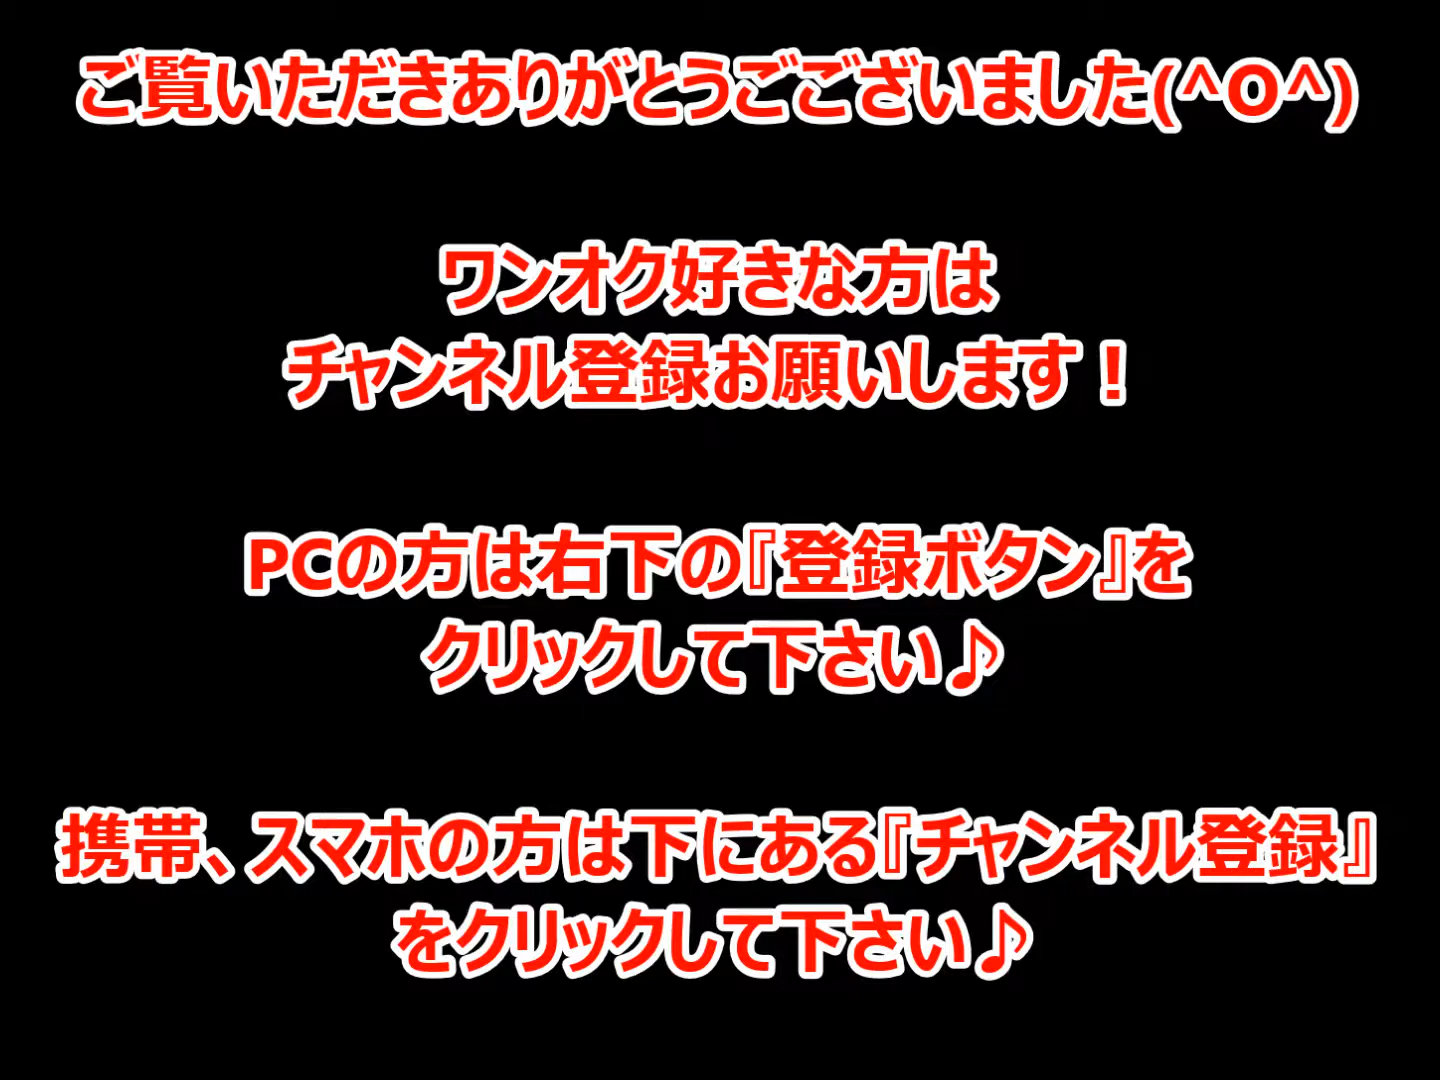 ご覧いただきありがとうごございました(^O^)
ワンオク好きな方は
チャンネル登録お願いします！
PCの方は右下の『登録ボタン』を
クリックして下さい♪
携帯、スマホの方は下にある『チャンネル登録』
をクリックして下さい♪